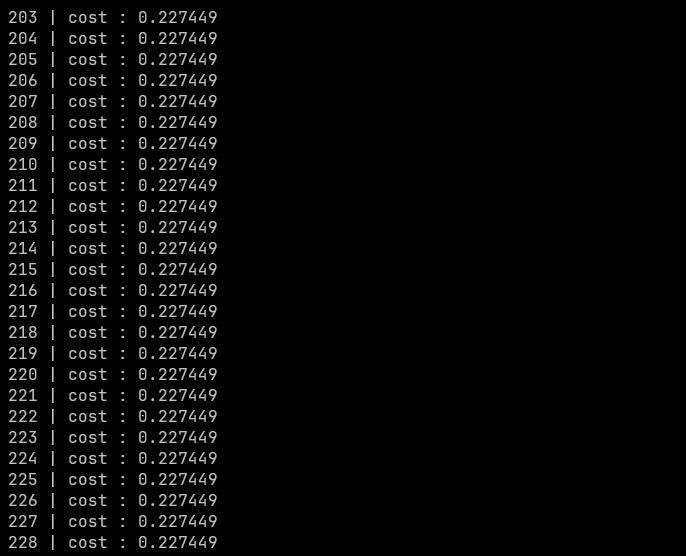 203 | cost : 0.227449
204 | cost : 0.227449
205 | cost : 0.227449
206 | cost : 0.227449
207 | cost : 0.227449
208 | cost : 0.227449
209 | cost : 0.227449
210 | cost : 0.227449
211 | cost : 0.227449
212 | cost : 0.227449
213 | cost : 0.227449
214 | cost : 0.227449
215 | cost : 0.227449
216 | cost : 0.227449
217 | cost : 0.227449
218 | cost : 0.227449
219 | cost : 0.227449
220 | cost : 0.227449
221 | cost : 0.227449
222 | cost : 0.227449
223 | cost : 0.227449
224 | cost : 0.227449
225 | cost : 0.227449
226 | cost : 0.227449
227 | cost : 0.227449
228 | cost : 0.227449